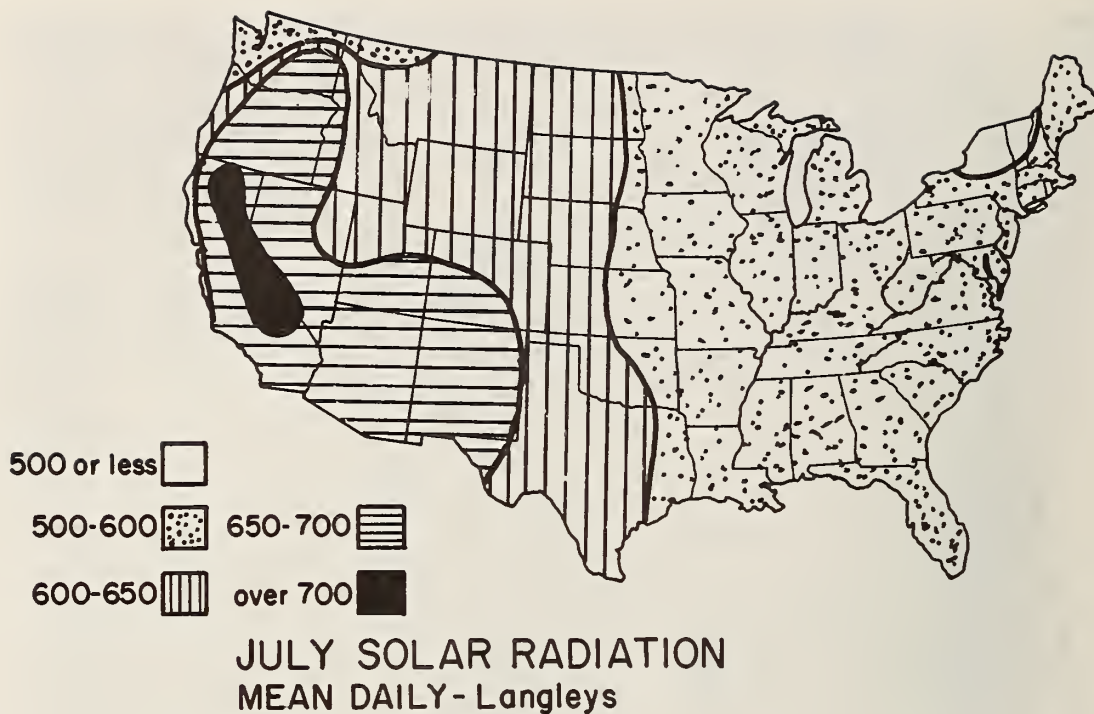 500 or less
500-600
650-700
600-650
over 700
JULY SOLAR RADIATION
MEAN DAILY-Langleys